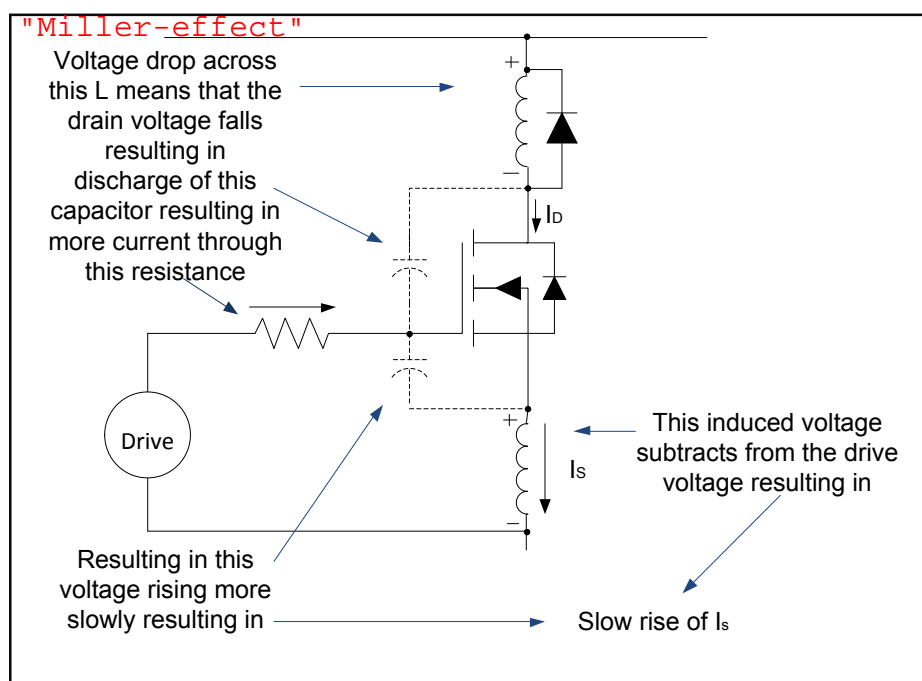 "Miller-effect"
Voltage drop across
this L means that the
drain voltage falls
resulting in
discharge of this
capacitor resulting in
more current through
this resistance
+
−
ID
Drive
+
IS
−
This induced voltage
subtracts from the drive
voltage resulting in
Resulting in this
voltage rising more
slowly resulting in
Slow rise of Is